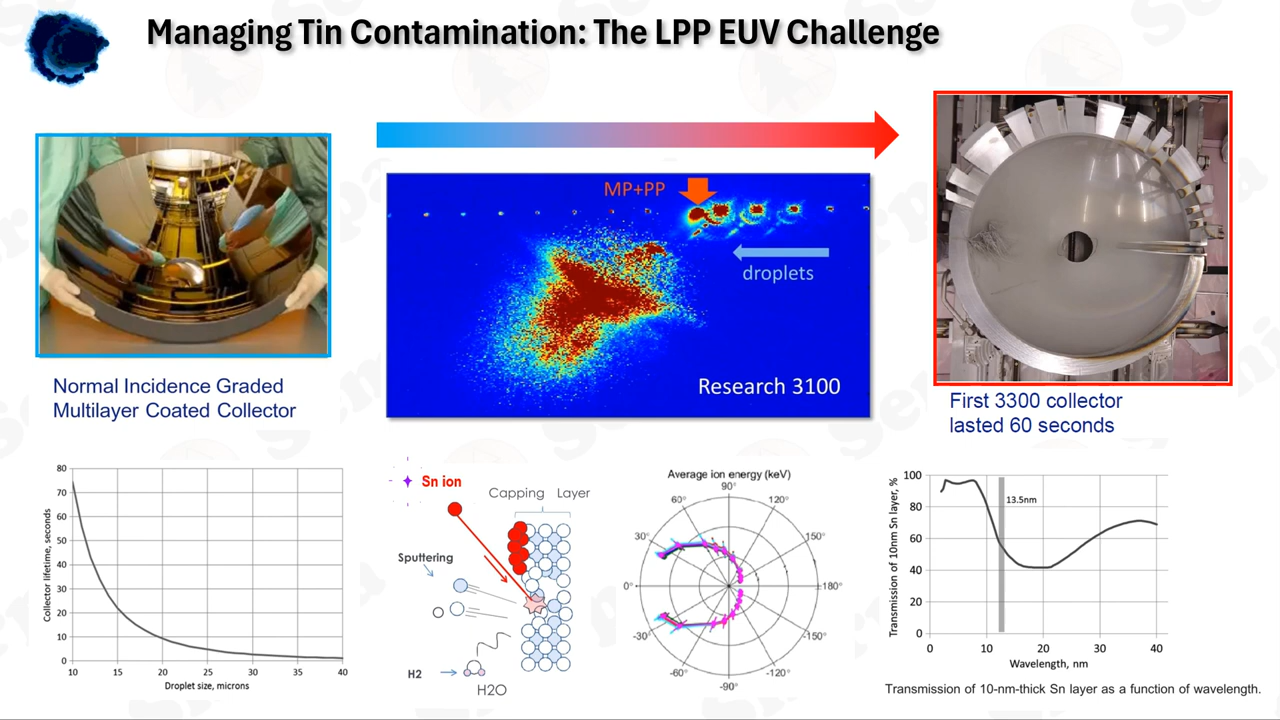 Managing Tin Contamination: The LPP EUV Challenge
MP+PP
droplets
Research 3100
Normal Incidence Graded
Multilayer Coated Collector
First 3300 collector
lasted 60 seconds
Collector lifetime, seconds
80
70
60
50
40
30
20
10
0
10 15 20 25 30 35 40
Droplet size, microns
Sn ion
Capping Layer
Sputtering
H2
H2O
Average ion energy (keV)
90°
60° 120°
30° 150°
0° ±180°
-30° -150°
-60° -120°
-90°
Transmission of 10nm Sn layer, %
100
80
60
40
20
0
13.5nm
0 10 20 30 40
Wavelength, nm
Transmission of 10-nm-thick Sn layer as a function of wavelength.